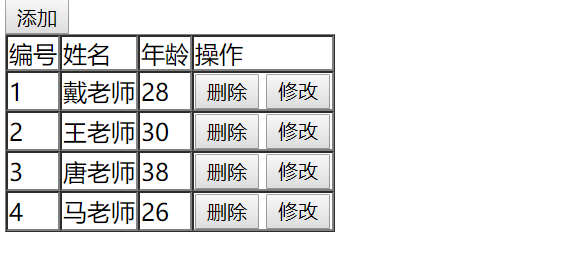 添加
编号 姓名 年龄 操作
1 戴老师 28 删除 修改
2 王老师 30 删除 修改
3 唐老师 38 删除 修改
4 马老师 26 删除 修改